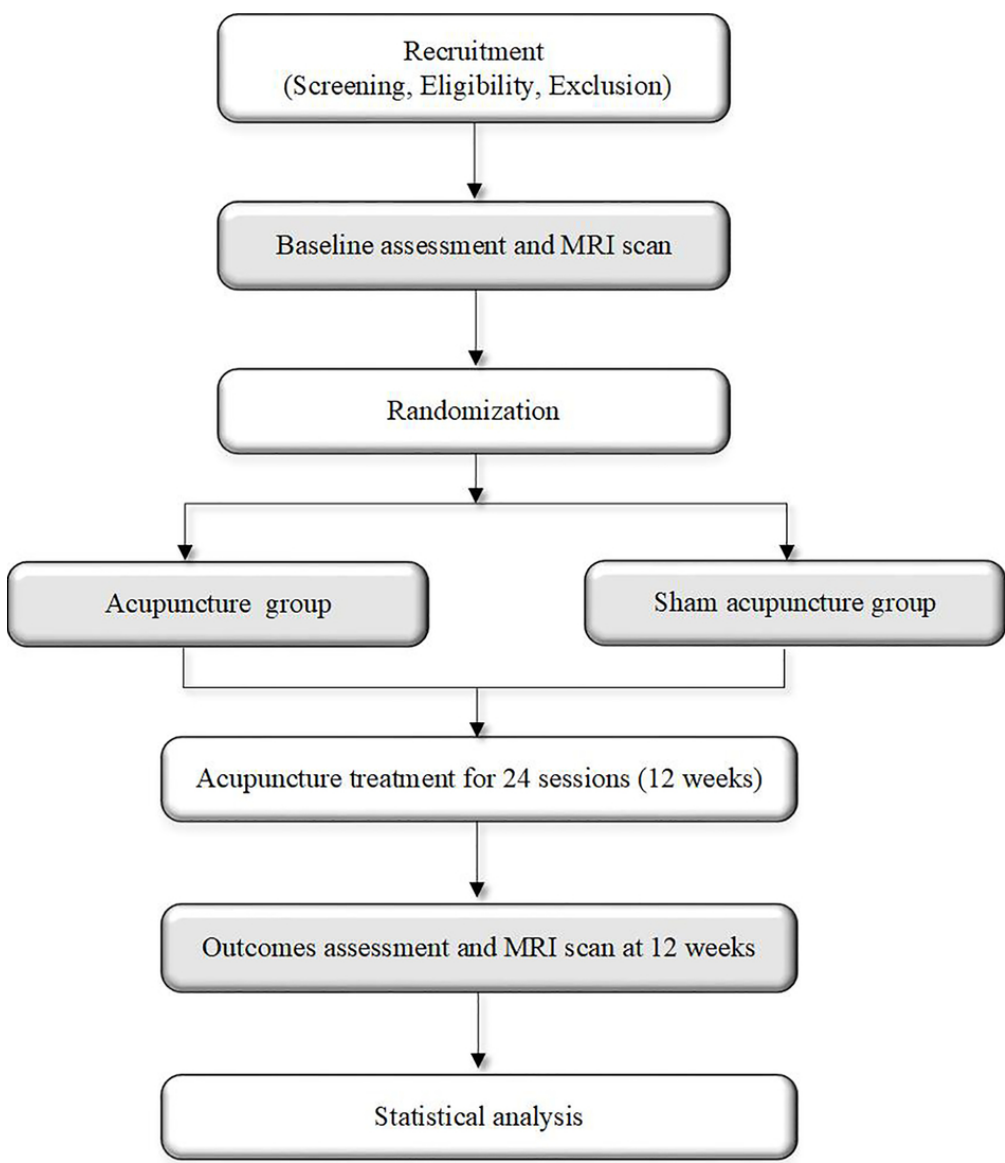 Recruitment
(Screening, Eligibility, Exclusion)
Baseline assessment and MRI scan
Randomization
Acupuncture group
Sham acupuncture group
Acupuncture treatment for 24 sessions (12 weeks)
Outcomes assessment and MRI scan at 12 weeks
Statistical analysis